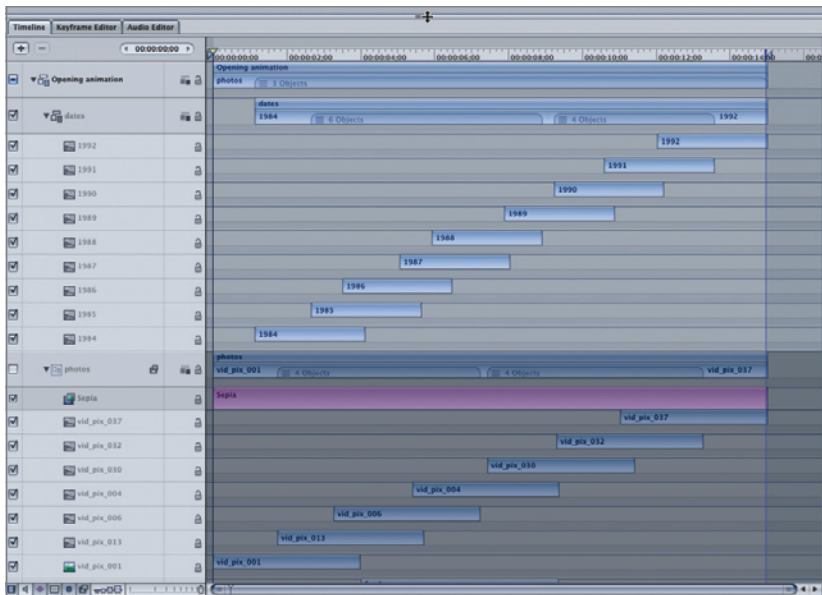 Timeline Keyframe Editor Audio Editor
00:00:00:00
00:00:00:00 00:00:02:00 00:00:04:00 00:00:06:00 00:00:08:00 00:00:10:00 00:00:12:00
Opening animation
Opening animation
photos 3 Objects
dates
dates
1984 6 Objects 4 Objects 1992
1992 1992
1991 1991
1990 1990
1989 1989
1988 1988
1987 1987
1986 1986
1985 1985
1984 1984
photos
photos
vid_pix_001 4 Objects 4 Objects vid_pix_037
Sepia Sepia
vid_pix_037 vid_pix_037
vid_pix_032 vid_pix_032
vid_pix_030 vid_pix_030
vid_pix_004 vid_pix_004
vid_pix_006 vid_pix_006
vid_pix_013 vid_pix_013
vid_pix_001 vid_pix_001